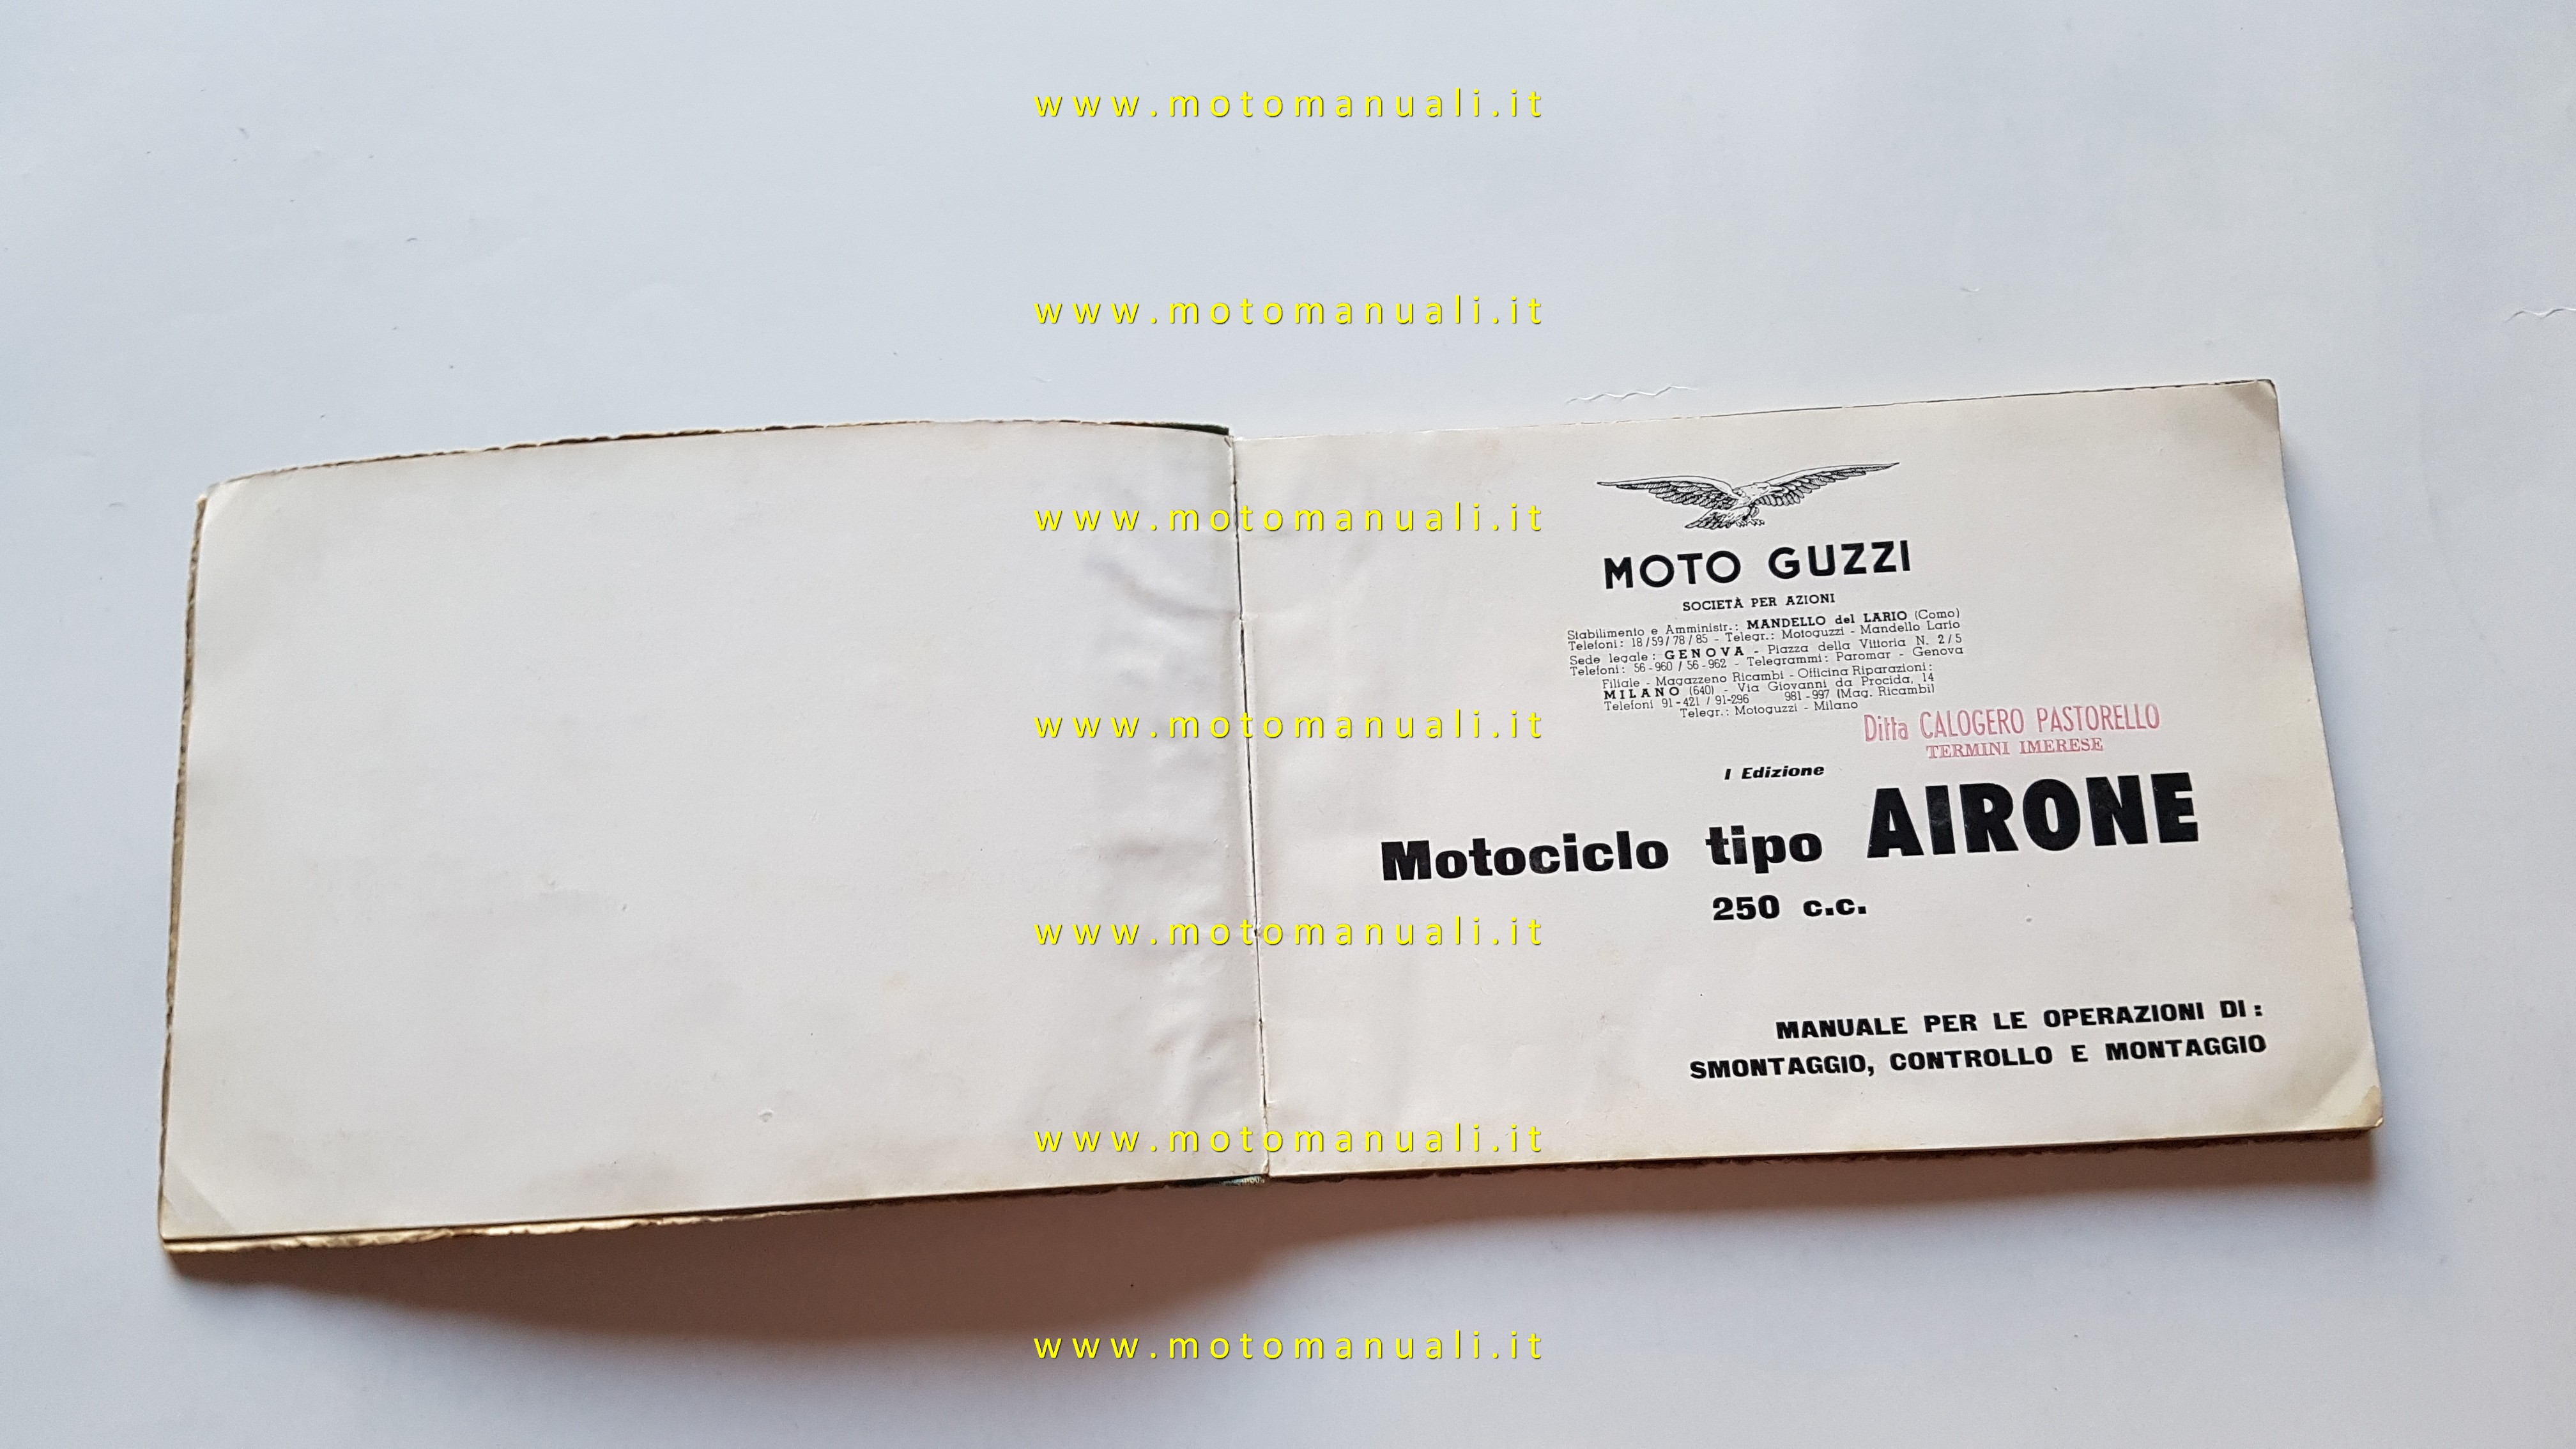 www.motomanuali.it
www.motomanuali.it
www.motomanuali.it
MOTO GUZZI
SOCIETÀ PER AZIONI
Stabilimento e Amministr.: MANDELLO del LARIO (Como)
Telefoni: 18/59/78/85 - Telegr.: Motoguzzi - Mandello Lario
Sede legale: GENOVA - Piazza della Vittoria N. 2/5
Telefoni: 56-960 / 56-962 - Telegrammi: Paromar - Genova
Filiale - Magazzeno Ricambi - Officina Riparazioni:
MILANO (640) - Via Giovanni da Procida, 14
Telefoni 91-421 / 91-296 981-997 (Mag. Ricambi)
Telegr.: Motoguzzi - Milano
www.motomanuali.it
Ditta CALOGERO PASTORELLO
TERMINI IMERESE
I Edizione
Motociclo tipo AIRONE
250 c.c.
www.motomanuali.it
MANUALE PER LE OPERAZIONI DI:
SMONTAGGIO, CONTROLLO E MONTAGGIO
www.motomanuali.it
www.motomanuali.it